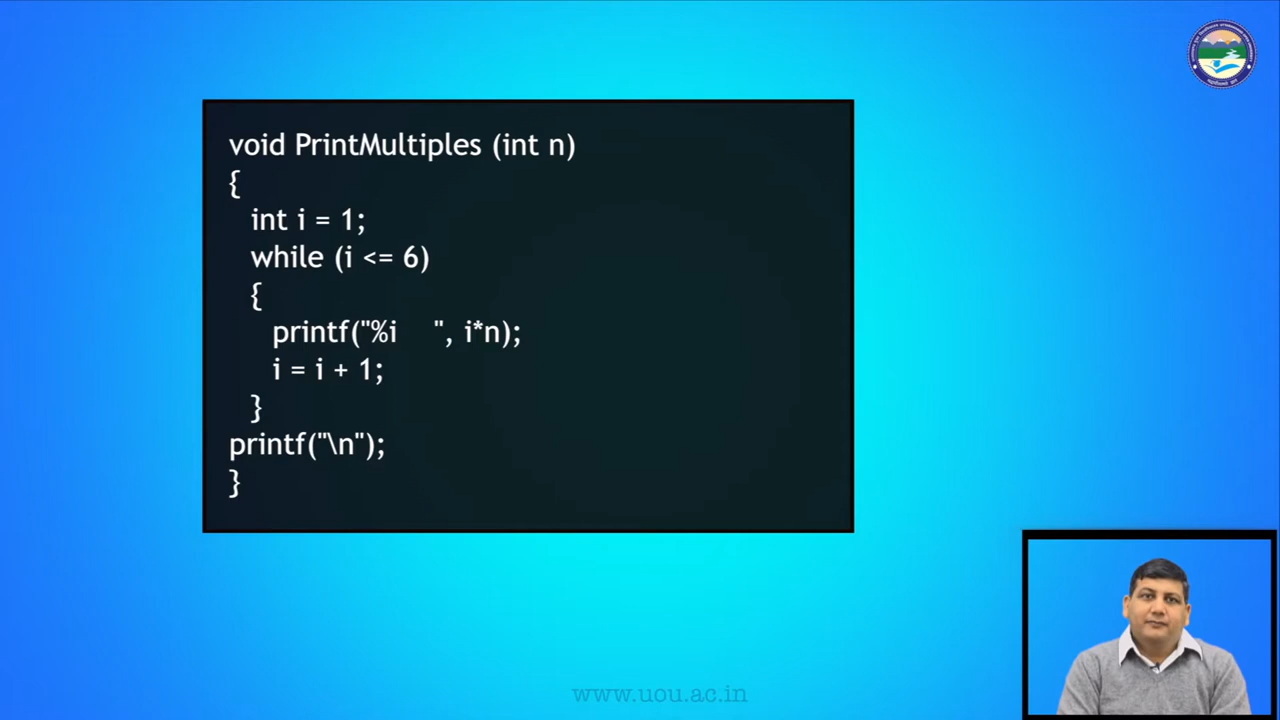 void PrintMultiples (int n)
{
int i = 1;
while (i <= 6)
{
printf("%i    ", i*n);
i = i + 1;
}
printf("\n");
}
www.uou.ac.in